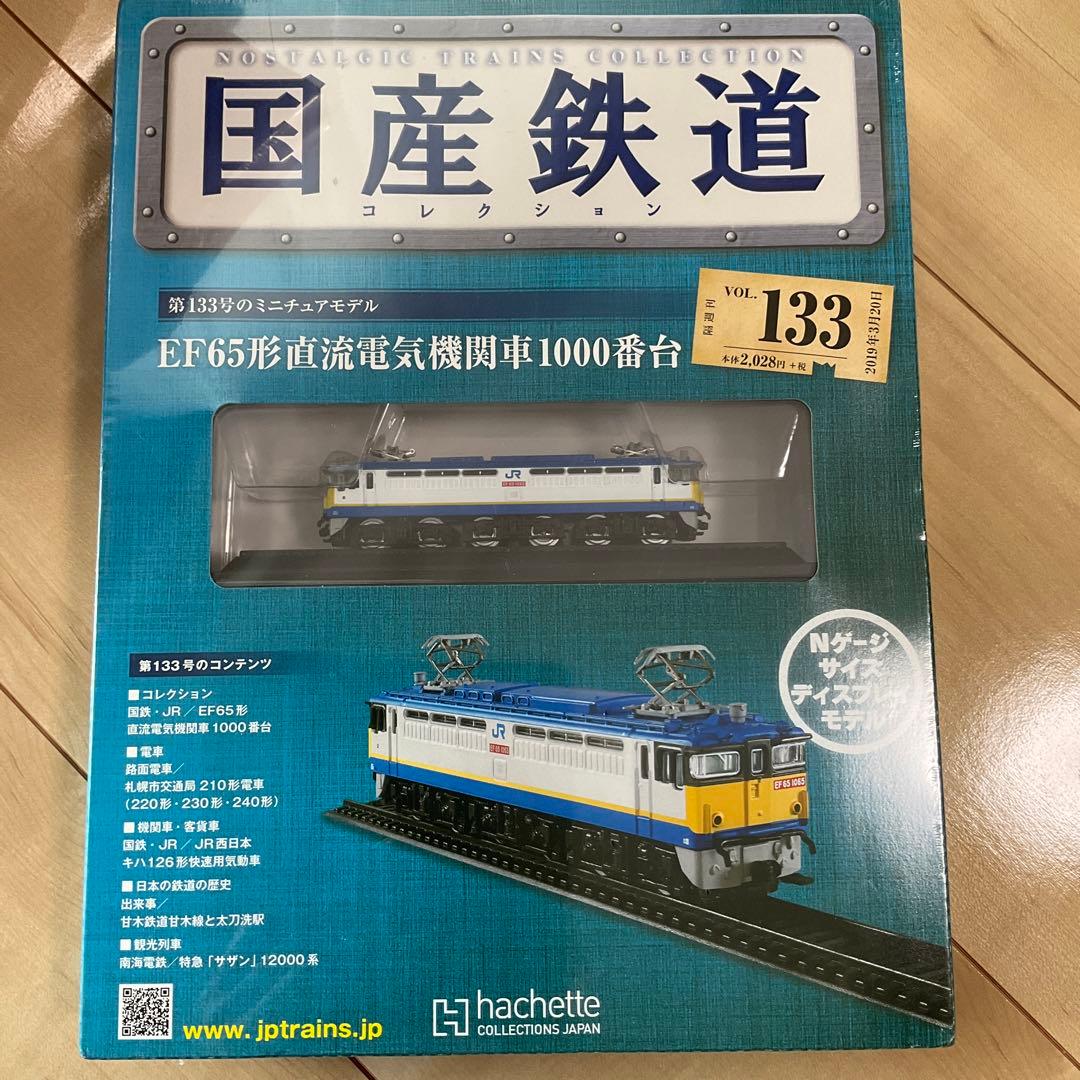 NOSTALGIC TRAINS COLLECTION
国産鉄道
コレクション
第133号のミニチュアモデル
EF65形直流電気機関車1000番台
隔週刊
VOL. 133
本体2,028円+税
2019年3月20日
JR
EF 65 1065
Nゲージ
サイズ
ディスプレイ
モデ
第133号のコンテンツ
■コレクション
国鉄・JR/EF65形
直流電気機関車1000番台
■電車
路面電車/
札幌市交通局210形電車
(220形・230形・240形)
■機関車・客貨車
国鉄・JR/JR西日本
キハ126形快速用気動車
■日本の鉄道の歴史
出来事/
甘木鉄道甘木線と太刀洗駅
■観光列車
南海電鉄/特急「サザン」12000系
JR
EF 65 1065
EF 65 1065
www.jptrains.jp
hachette
COLLECTIONS JAPAN